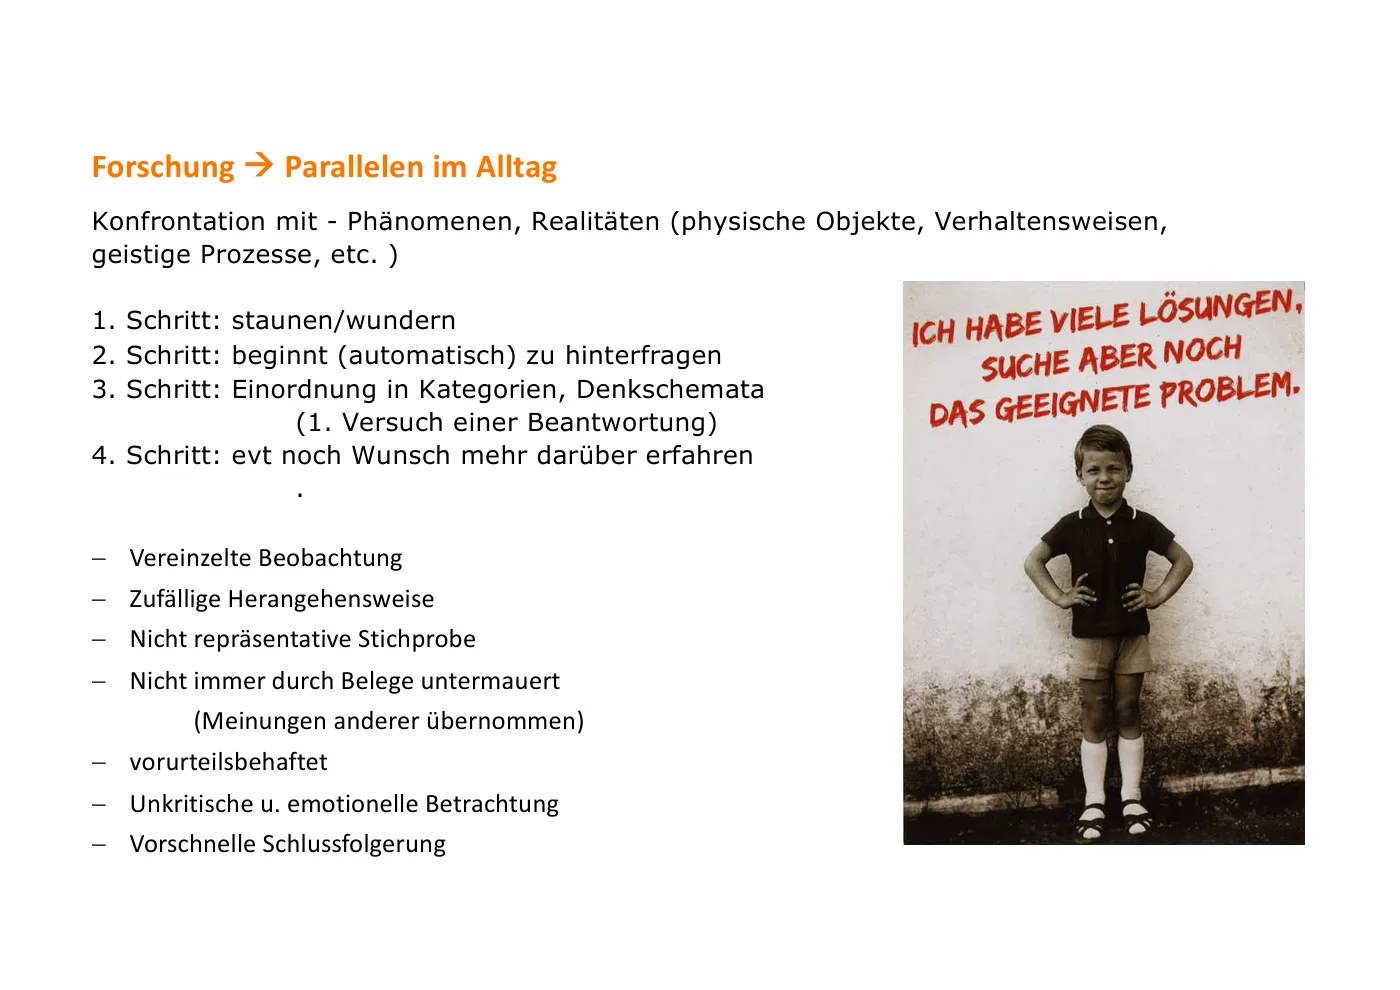 Forschung → Parallelen im Alltag
Konfrontation mit - Phänomenen, Realitäten (physische Objekte, Verhaltensweisen,
geistige Prozesse, etc. )
1. Schritt: staunen/wundern
2. Schritt: beginnt (automatisch) zu hinterfragen
3. Schritt: Einordnung in Kategorien, Denkschemata
(1. Versuch einer Beantwortung)
4. Schritt: evt noch Wunsch mehr darüber erfahren
.
– Vereinzelte Beobachtung
– Zufällige Herangehensweise
– Nicht repräsentative Stichprobe
– Nicht immer durch Belege untermauert
(Meinungen anderer übernommen)
– vorurteilsbehaftet
– Unkritische u. emotionelle Betrachtung
– Vorschnelle Schlussfolgerung
ICH HABE VIELE LÖSUNGEN,
SUCHE ABER NOCH
DAS GEEIGNETE PROBLEM.